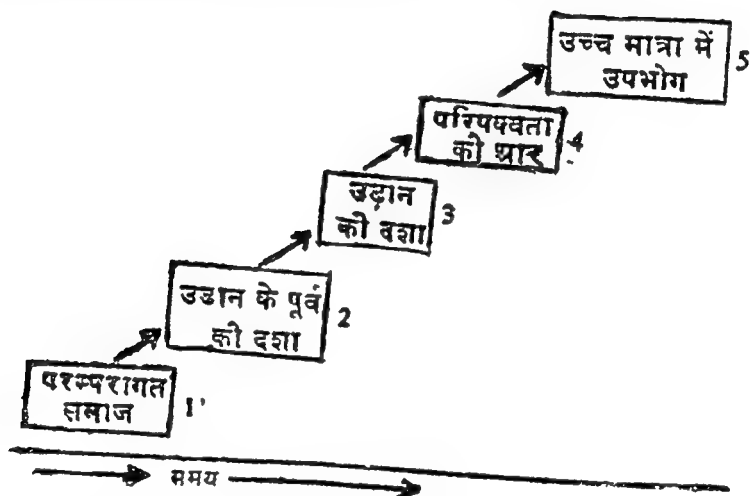 उच्च मात्रा में
उपभोग
5
परिपक्वता
की ओर
4
उड़ान
की दशा
3
उडान के पूर्व
की दशा
2
परम्परागत
समाज
1
समय